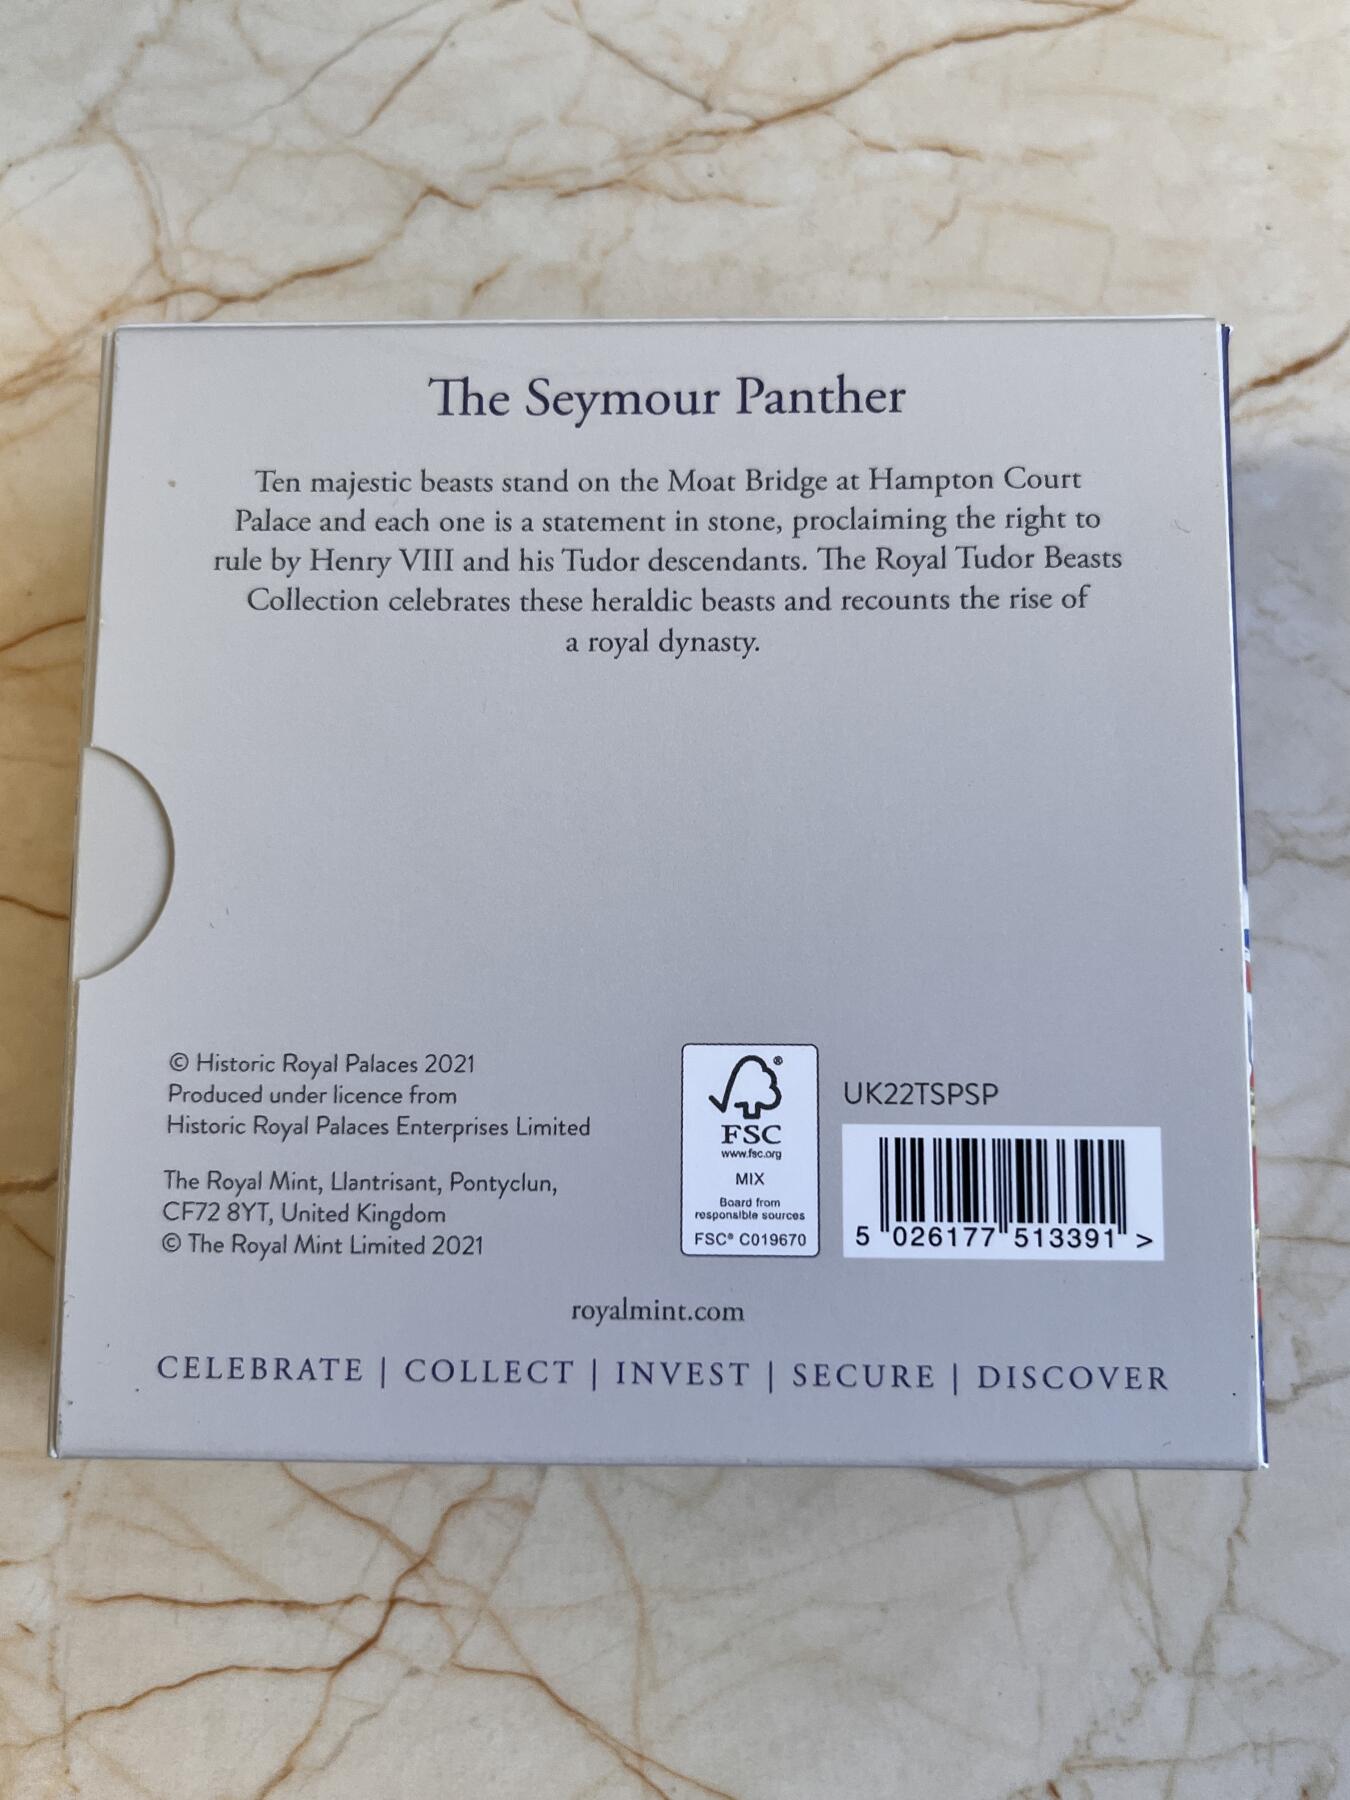 The Seymour Panther
Ten majestic beasts stand on the Moat Bridge at Hampton Court
Palace and each one is a statement in stone, proclaiming the right to
rule by Henry VIII and his Tudor descendants. The Royal Tudor Beasts
Collection celebrates these heraldic beasts and recounts the rise of
a royal dynasty.
© Historic Royal Palaces 2021
Produced under licence from
Historic Royal Palaces Enterprises Limited
The Royal Mint, Llantrisant, Pontyclun,
CF72 8YT, United Kingdom
© The Royal Mint Limited 2021
®
FSC
www.fsc.org
MIX
Board from
responsible sources
FSC® C019670
UK22TSPSP
5 026177 513391 >
royalmint.com
CELEBRATE | COLLECT | INVEST | SECURE | DISCOVER